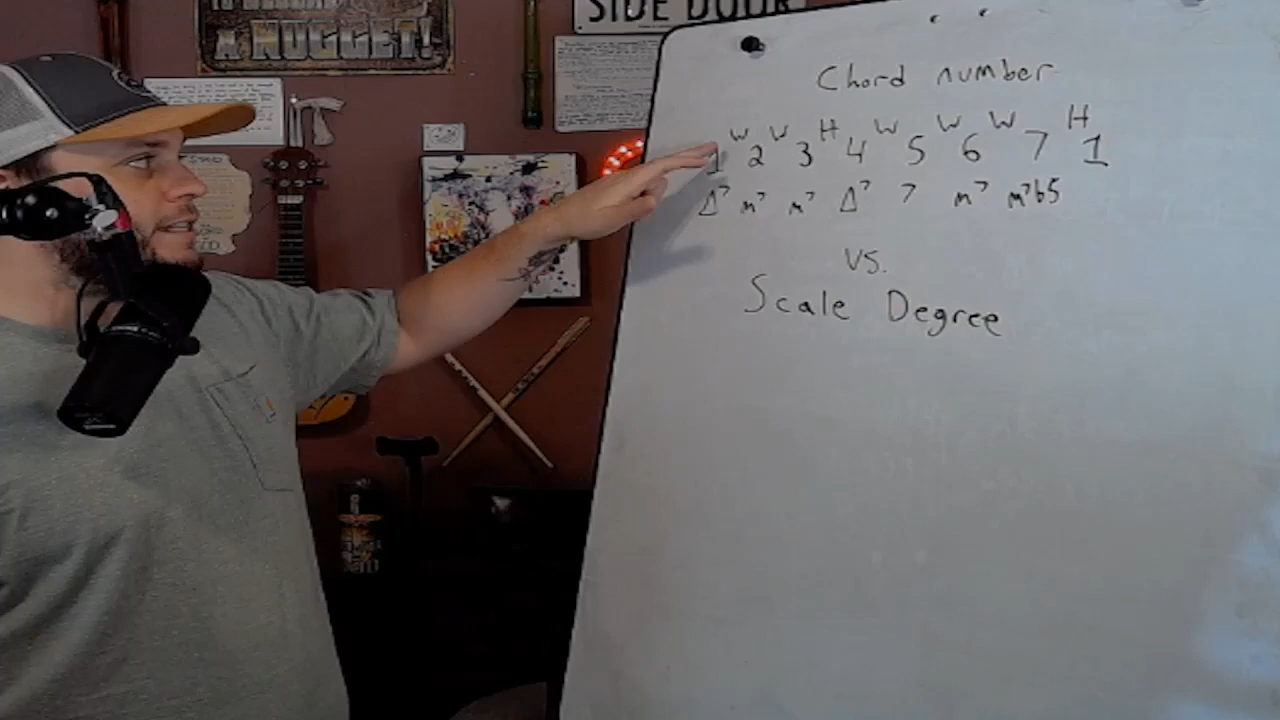 SIDE DOOR
A NUGGET!
Chord number
W W H W W W H
1 2 3 4 5 6 7 1
Δ7 m7 m7 Δ7 7 m7 m7b5
vs.
Scale Degree